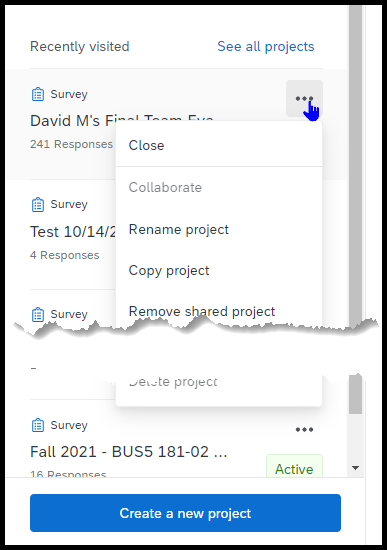 Recently visited See all projects
Survey
David M's Final Team Eva
241 Responses
Close
Collaborate
Survey
Rename project
Test 10/14/2
4 Responses
Copy project
Survey
Remove shared project
Delete project
Survey
Fall 2021 - BUS5 181-02 ...
16 Responses
Active
Create a new project